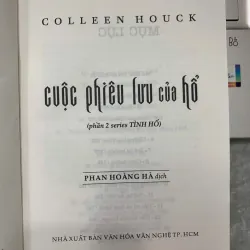 COLLEEN HOUCK
cuộc phiêu lưu của hổ
(phần 2 series TÌNH HỔ)
PHAN HOÀNG HÀ dịch
NHÀ XUẤT BẢN VĂN HÓA VĂN NGHỆ TP. HCM